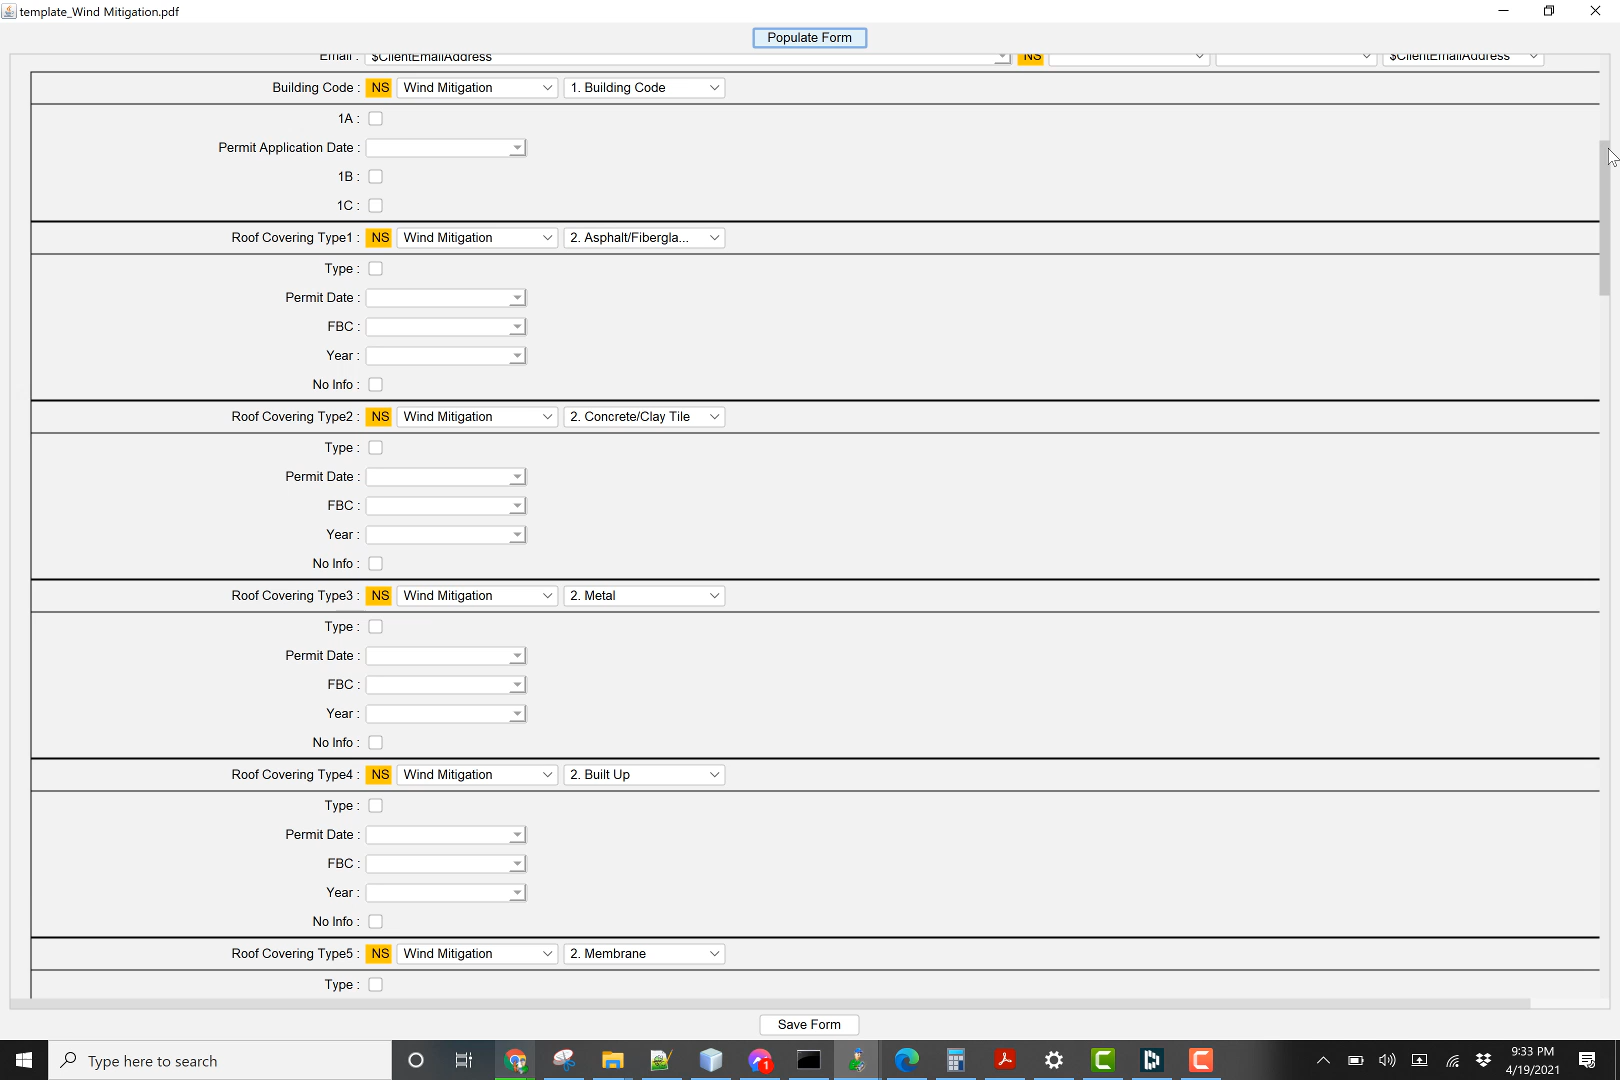 template_Wind Mitigation.pdf
Populate Form
Email : $ClientEmailAddress NS $ClientEmailAddress
Building Code : NS Wind Mitigation 1. Building Code
1A :
Permit Application Date :
1B :
1C :
Roof Covering Type1 : NS Wind Mitigation 2. Asphalt/Fibergla...
Type :
Permit Date :
FBC :
Year :
No Info :
Roof Covering Type2 : NS Wind Mitigation 2. Concrete/Clay Tile
Type :
Permit Date :
FBC :
Year :
No Info :
Roof Covering Type3 : NS Wind Mitigation 2. Metal
Type :
Permit Date :
FBC :
Year :
No Info :
Roof Covering Type4 : NS Wind Mitigation 2. Built Up
Type :
Permit Date :
FBC :
Year :
No Info :
Roof Covering Type5 : NS Wind Mitigation 2. Membrane
Type :
Save Form
Type here to search
1
9:33 PM
4/19/2021